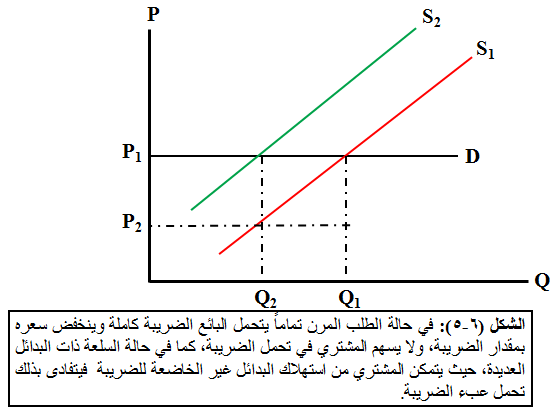 P
S2
S1
P1
D
P2
Q
Q2
Q1
الشكل (٦-٥): في حالة الطلب المرن تماماً يتحمل البائع الضريبة كاملة وينخفض سعره
بمقدار الضريبة، ولا يسهم المشتري في تحمل الضريبة، كما في حالة السلعة ذات البدائل
العديدة، حيث يتمكن المشتري من استهلاك البدائل غير الخاضعة للضريبة فيتفادى بذلك
تحمل عبء الضريبة.